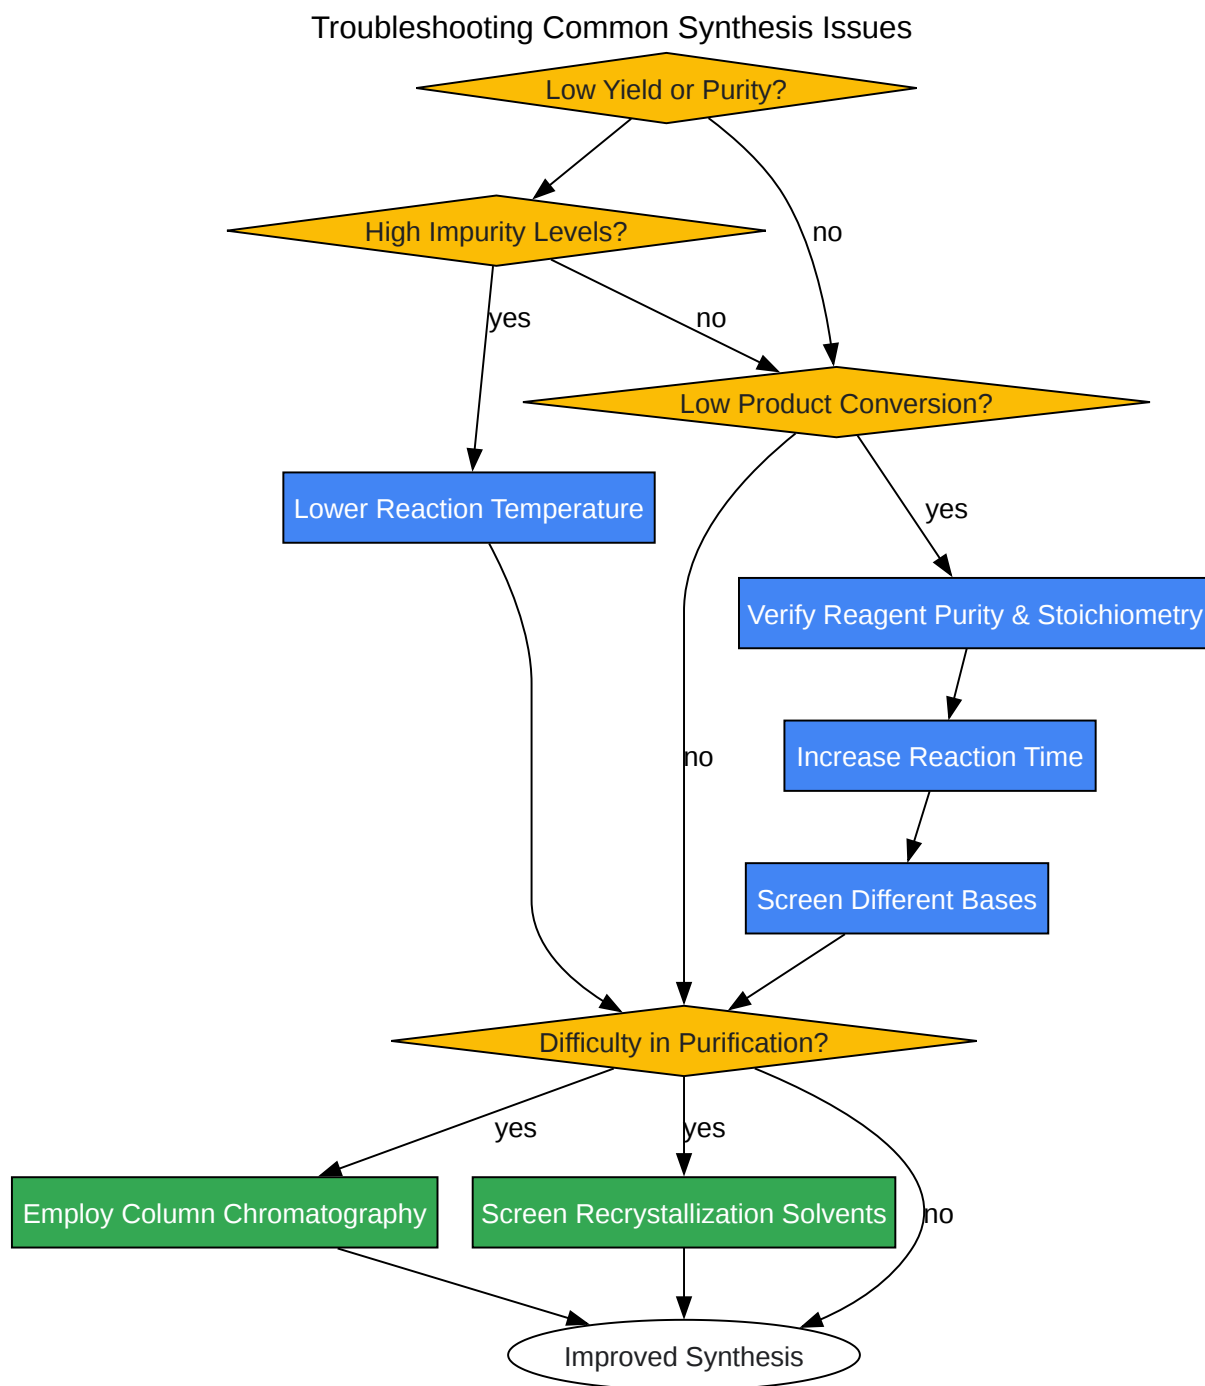 Troubleshooting Common Synthesis Issues
Low Yield or Purity?
High Impurity Levels?
no
yes
no
Low Product Conversion?
Lower Reaction Temperature
yes
Verify Reagent Purity & Stoichiometry
no
Increase Reaction Time
Screen Different Bases
Difficulty in Purification?
yes
yes
Employ Column Chromatography
Screen Recrystallization Solvents
no
Improved Synthesis